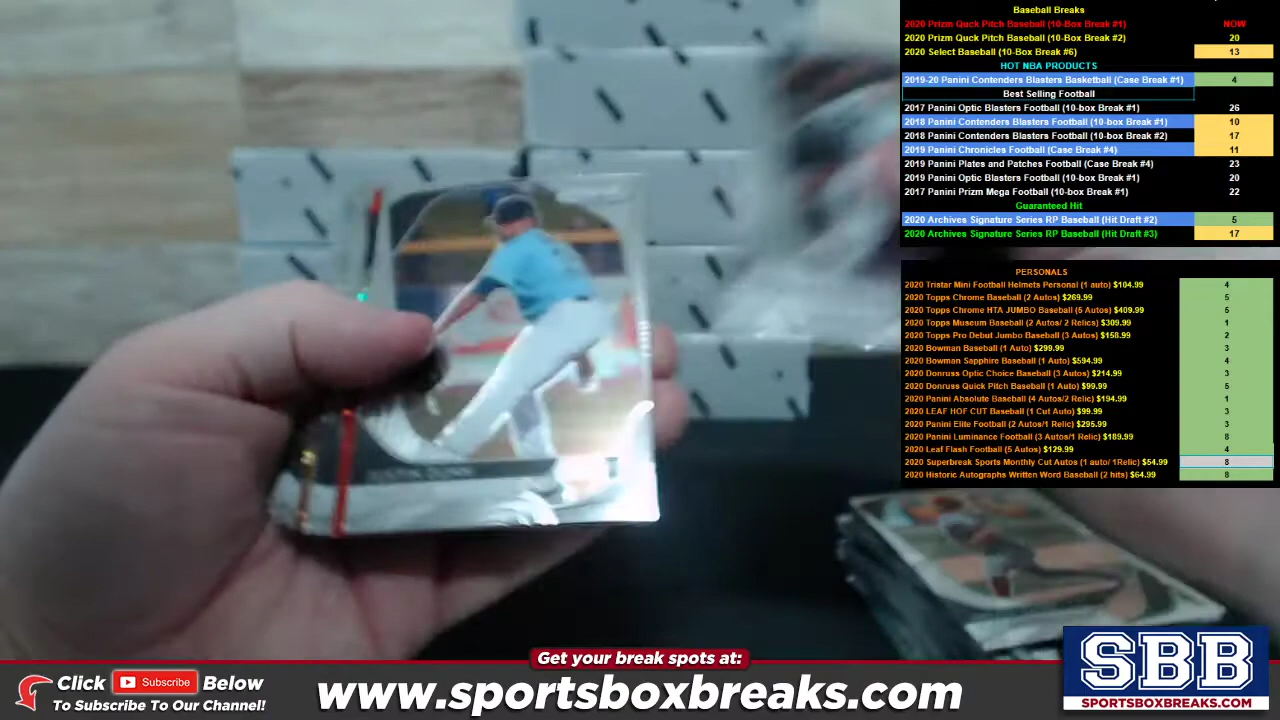 Baseball Breaks
2020 Prizm Quck Pitch Baseball (10-Box Break #1) NOW
2020 Prizm Quck Pitch Baseball (10-Box Break #2) 20
2020 Select Baseball (10-Box Break #6) 13
HOT NBA PRODUCTS
2019-20 Panini Contenders Blasters Basketball (Case Break #1) 4
Best Selling Football
2017 Panini Optic Blasters Football (10-box Break #1) 26
2018 Panini Contenders Blasters Football (10-box Break #1) 10
2018 Panini Contenders Blasters Football (10-box Break #2) 17
2019 Panini Chronicles Football (Case Break #4) 11
2019 Panini Plates and Patches Football (Case Break #4) 23
2019 Panini Optic Blasters Football (10-box Break #1) 20
2017 Panini Prizm Mega Football (10-box Break #1) 22
Guaranteed Hit
2020 Archives Signature Series RP Baseball (Hit Draft #2) 5
2020 Archives Signature Series RP Baseball (Hit Draft #3) 17
PERSONALS
2020 Tristar Mini Football Helmets Personal (1 auto) $104.99 4
2020 Topps Chrome Baseball (2 Autos) $269.99 5
2020 Topps Chrome HTA JUMBO Baseball (5 Autos) $409.99 5
2020 Topps Museum Baseball (2 Autos/ 2 Relics) $309.99 1
2020 Topps Pro Debut Jumbo Baseball (3 Autos) $158.99 2
2020 Bowman Baseball (1 Auto) $299.99 3
2020 Bowman Sapphire Baseball (1 Auto) $594.99 4
2020 Donruss Optic Choice Baseball (3 Autos) $214.99 3
2020 Donruss Quick Pitch Baseball (1 Auto) $99.99 5
2020 Panini Absolute Baseball (4 Autos/2 Relic) $194.99 1
2020 LEAF HOF CUT Baseball (1 Cut Auto) $99.99 3
2020 Panini Elite Football (2 Autos/1 Relic) $295.99 3
2020 Panini Luminance Football (3 Autos/1 Relic) $189.99 8
2020 Leaf Flash Football (5 Autos) $129.99 4
2020 Superbreak Sports Monthly Cut Autos (1 auto/ 1Relic) $54.99 8
2020 Historic Autographs Written Word Baseball (2 hits) $64.99 8
Get your break spots at:
Click Subscribe Below
To Subscribe To Our Channel!
www.sportsboxbreaks.com
SBB
SPORTSBOXBREAKS.COM